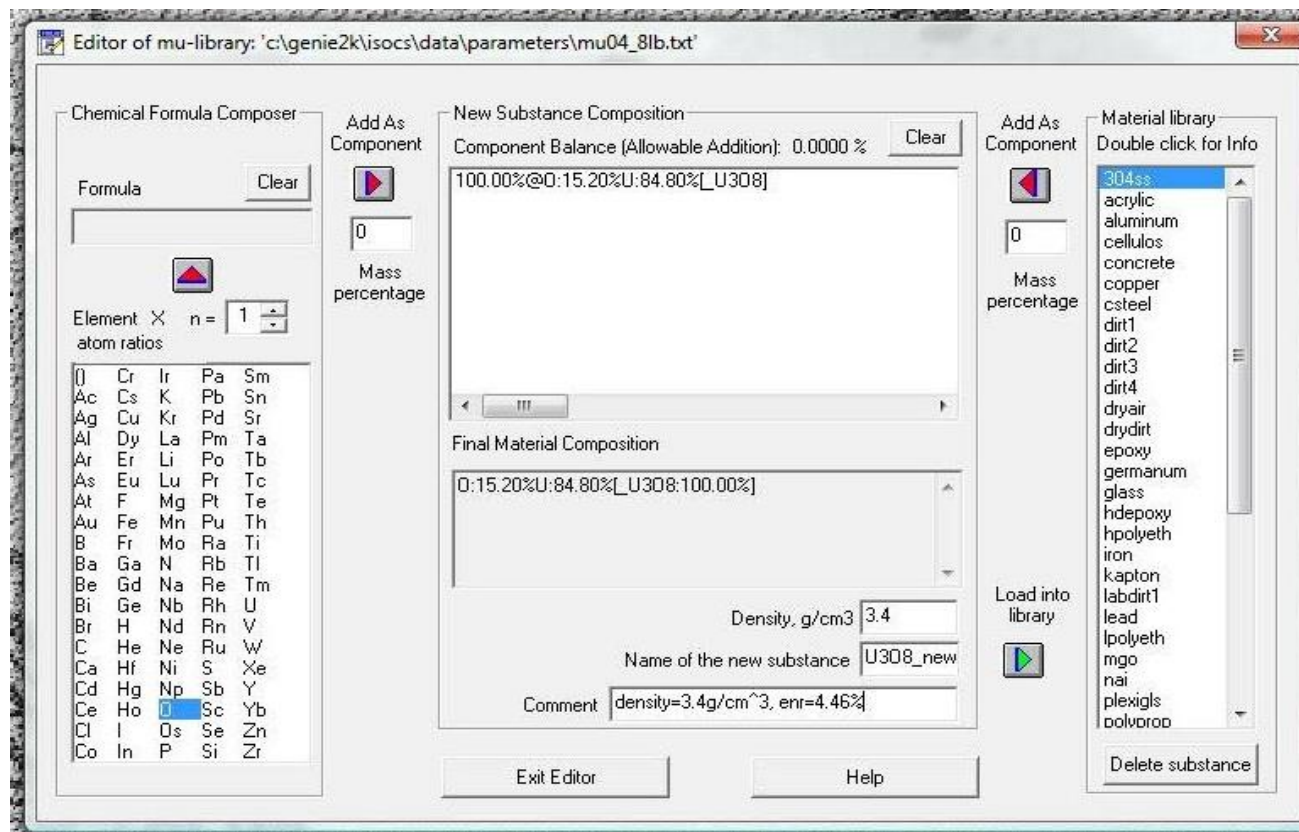 Editor of mu-library: 'c:\genie2k\isocs\data\parameters\mu04_8lb.txt'
Chemical Formula Composer
Formula
Clear
Element X n = 1
atom ratios
() Cr Ir Pa Sm
Ac Cs K Pb Sn
Ag Cu Kr Pd Sr
Al Dy La Pm Ta
Ar Er Li Po Tb
As Eu Lu Pr Tc
At F Mg Pt Te
Au Fe Mn Pu Th
B Fr Mo Ra Ti
Ba Ga N Rb Tl
Be Gd Na Re Tm
Bi Ge Nb Rh U
Br H Nd Rn V
C He Ne Ru W
Ca Hf Ni S Xe
Cd Hg Np Sb Y
Ce Ho O Sc Yb
Cl I Os Se Zn
Co In P Si Zr
Add As
Component
0
Mass
percentage
New Substance Composition
Component Balance (Allowable Addition): 0.0000 %
Clear
100.00%@O:15.20%U:84.80%[_U3O8]
Final Material Composition
O:15.20%U:84.80%[_U3O8:100.00%]
Density, g/cm3 3.4
Name of the new substance U3O8_new
Comment density=3.4g/cm^3, enr=4.46%
Exit Editor
Help
Add As
Component
0
Mass
percentage
Load into
library
Material library
Double click for Info
304ss
acrylic
aluminum
cellulos
concrete
copper
csteel
dirt1
dirt2
dirt3
dirt4
dryair
drydirt
epoxy
germanum
glass
hdepoxy
hpolyeth
iron
kapton
labdirt1
lead
lpolyeth
mgo
nai
plexigls
polyprop
Delete substance